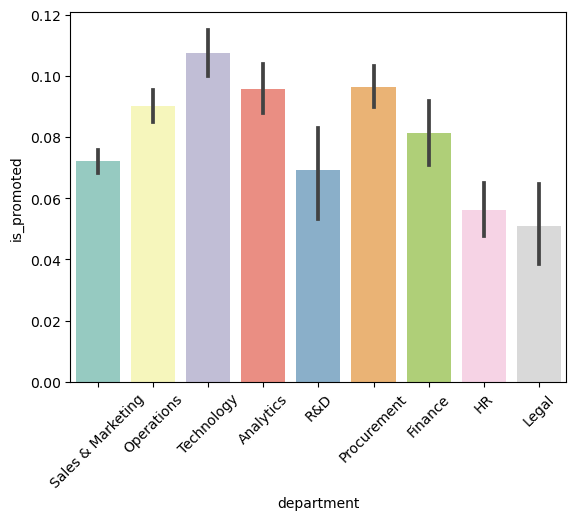 0.12
0.10
0.08
0.06
0.04
0.02
0.00
is_promoted
Sales & Marketing
Operations
Technology
Analytics
R&D
Procurement
Finance
HR
Legal
department